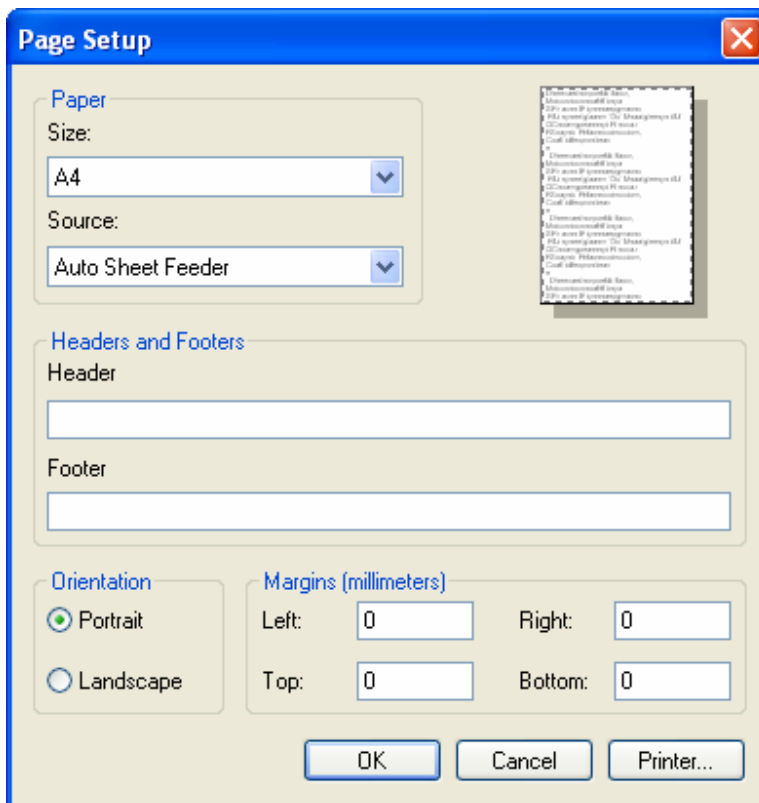 Page Setup
Paper
Size:
A4
Source:
Auto Sheet Feeder
Headers and Footers
Header
Footer
Orientation
Portrait
Landscape
Margins (millimeters)
Left: 0 Right: 0
Top: 0 Bottom: 0
OK Cancel Printer...